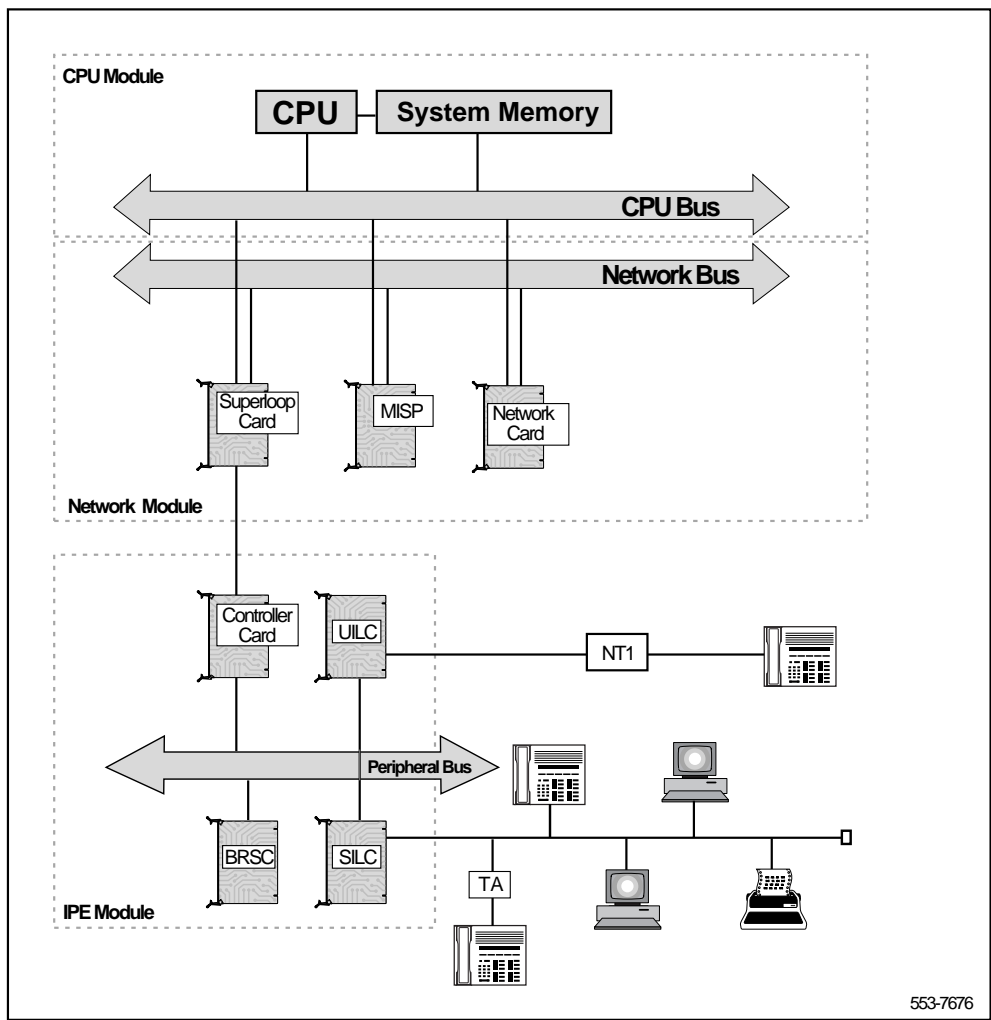 CPU Module
CPU
System Memory
CPU Bus
Network Bus
Superloop
Card
MISP
Network
Card
Network Module
Controller
Card
UILC
NT1
Peripheral Bus
BRSC
SILC
TA
IPE Module
553-7676